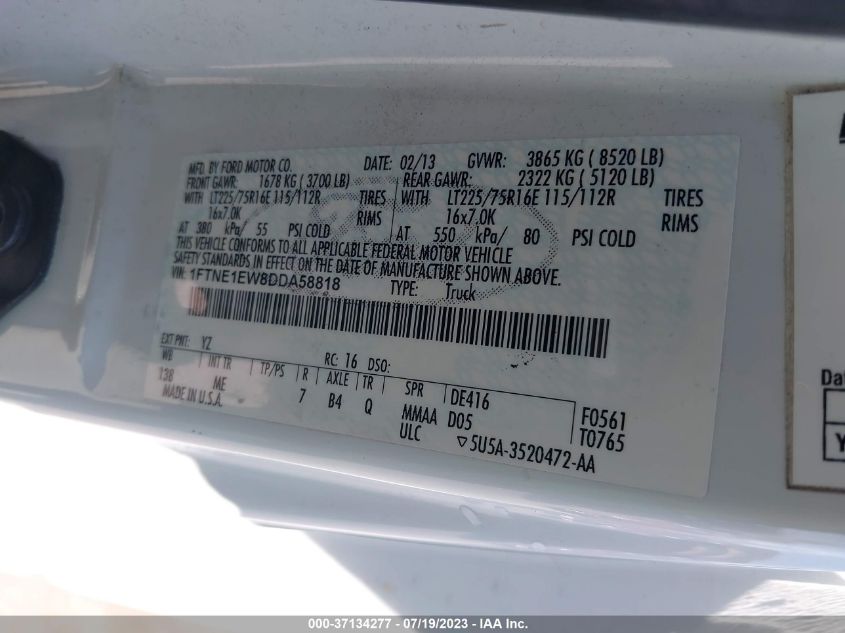 MFD. BY FORD MOTOR CO. DATE: 02/13 GVWR: 3865 KG ( 8520 LB)
FRONT GAWR: 1678 KG ( 3700 LB) REAR GAWR: 2322 KG ( 5120 LB)
WITH LT225/75R16E 115/112R TIRES WITH LT225/75R16E 115/112R TIRES
16x7.0K RIMS 16x7.0K RIMS
AT 380 kPa/ 55 PSI COLD AT 550 kPa/ 80 PSI COLD
THIS VEHICLE CONFORMS TO ALL APPLICABLE FEDERAL MOTOR VEHICLE
SAFETY STANDARDS IN EFFECT ON THE DATE OF MANUFACTURE SHOWN ABOVE.
VIN: 1FTNE1EW8DDA58818 TYPE: Truck
EXT PNT: YZ RC: 16 DSO:
WB INT TR TP/PS R AXLE TR SPR DE416 F0561
138 ME 7 B4 Q MMAA D05 T0765
MADE IN U.S.A. ULC ▽5U5A-3520472-AA
Da
Y
000-37134277 - 07/19/2023 - IAA Inc.